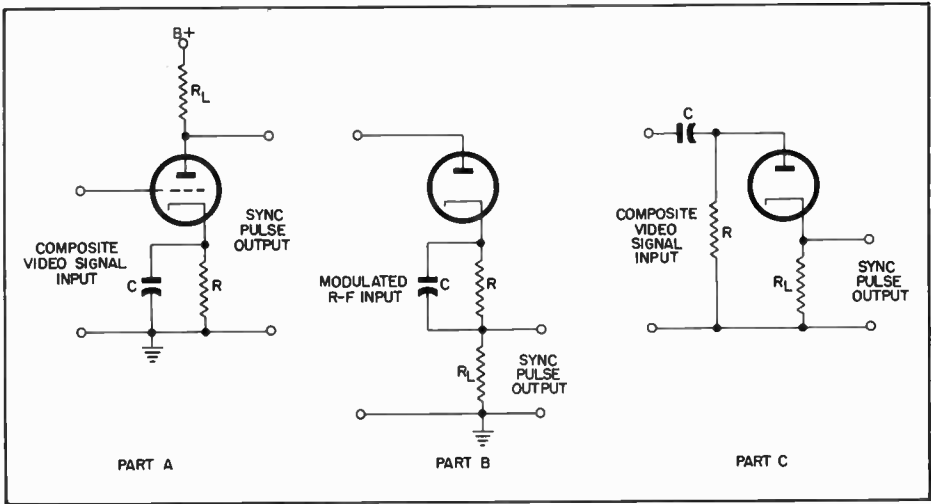 B+
RL
SYNC
PULSE
OUTPUT
COMPOSITE
VIDEO SIGNAL
INPUT
C
R
PART A
MODULATED
R-F INPUT
C
R
RL
SYNC
PULSE
OUTPUT
PART B
C
COMPOSITE
VIDEO
SIGNAL
INPUT
R
RL
SYNC
PULSE
OUTPUT
PART C